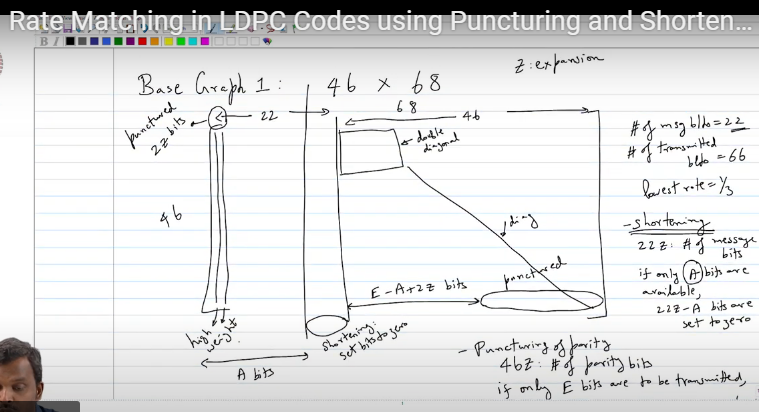 Rate Matching in LDPC Codes using Puncturing and Shorten...
B I
Z: expansion
Base Graph 1: 46 × 68
68
punctured
2z bits
22
46
double
diagonal
46
diag
punctured
E-A+2z bits
high
weight
shortening:
set bits to zero
A bits
# of msg blks = 22
# of transmitted
blks = 66
lowest rate = 1/3
- shortening
22z: # of message
bits
if only A bits are
available,
22z-A bits are
set to zero
- Puncturing of parity
46z: # of parity bits
if only E bits are to be transmitted,